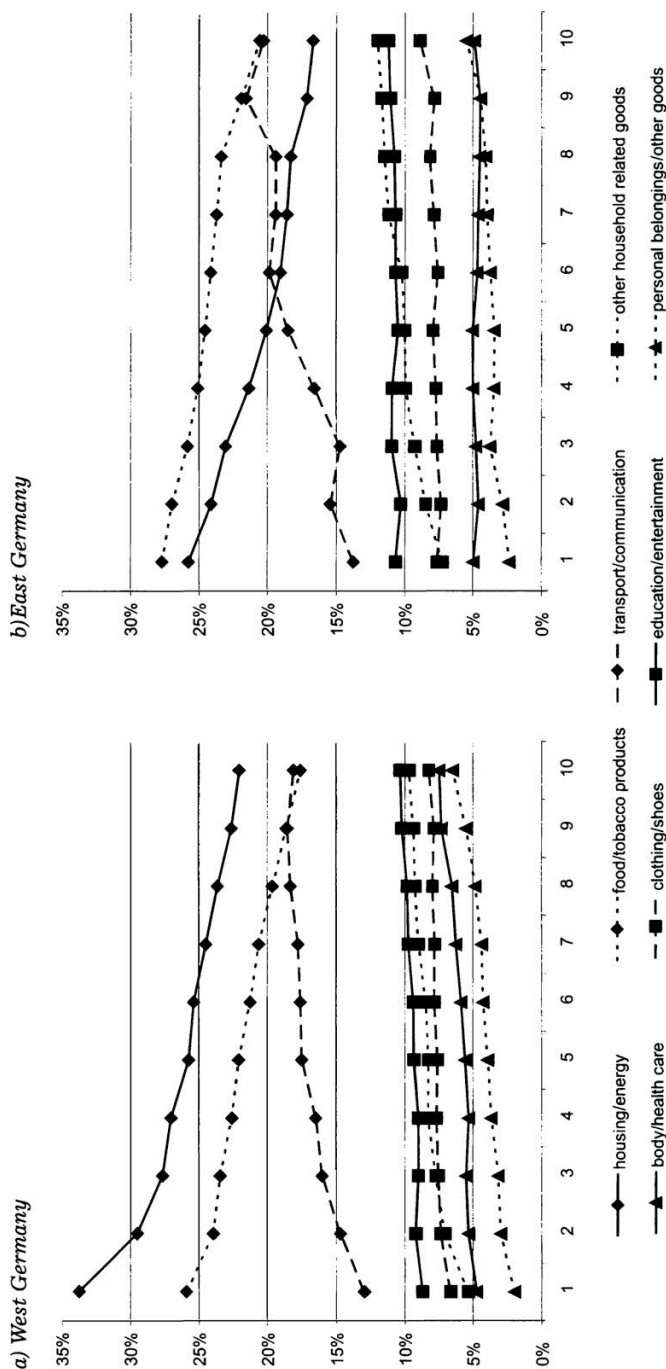 a) West Germany
35%
30%
25%
20%
15%
10%
5%
0%
1 2 3 4 5 6 7 8 9 10
b)East Germany
35%
30%
25%
20%
15%
10%
5%
0%
1 2 3 4 5 6 7 8 9 10
housing/energy food/tobacco products transport/communication other household related goods
body/health care clothing/shoes education/entertainment personal belongings/other goods